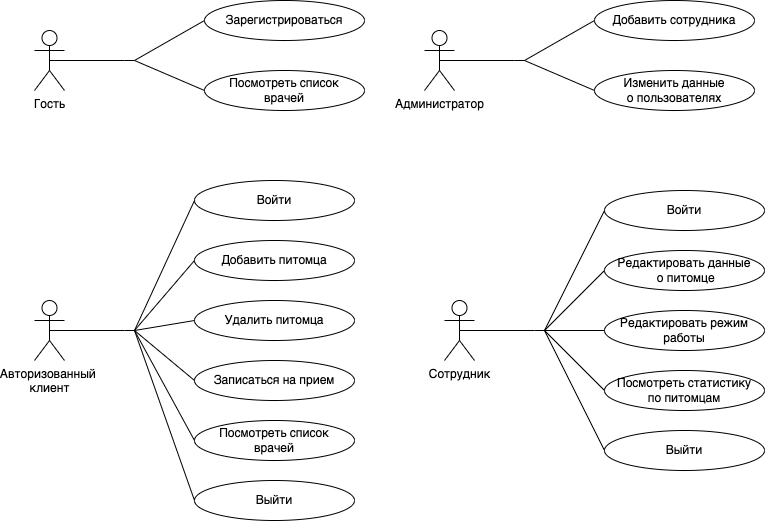 Зарегистрироваться
Посмотреть список
врачей
Гость
Добавить сотрудника
Изменить данные
о пользователях
Администратор
Войти
Добавить питомца
Удалить питомца
Записаться на прием
Посмотреть список
врачей
Выйти
Авторизованный
клиент
Войти
Редактировать данные
о питомце
Редактировать режим
работы
Посмотреть статистику
по питомцам
Выйти
Сотрудник